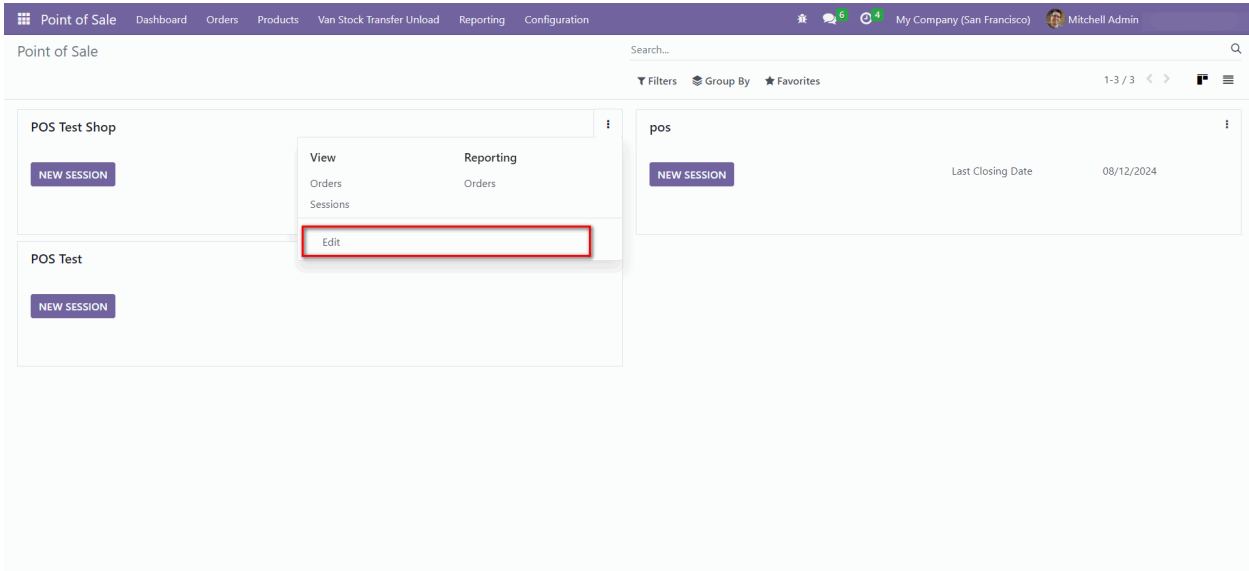 Point of Sale Dashboard Orders Products Van Stock Transfer Unload Reporting Configuration 6 4 My Company (San Francisco) Mitchell Admin
Point of Sale
Search...
Filters Group By Favorites 1-3 / 3
POS Test Shop
NEW SESSION
View Reporting
Orders Orders
Sessions
Edit
pos
NEW SESSION Last Closing Date 08/12/2024
POS Test
NEW SESSION